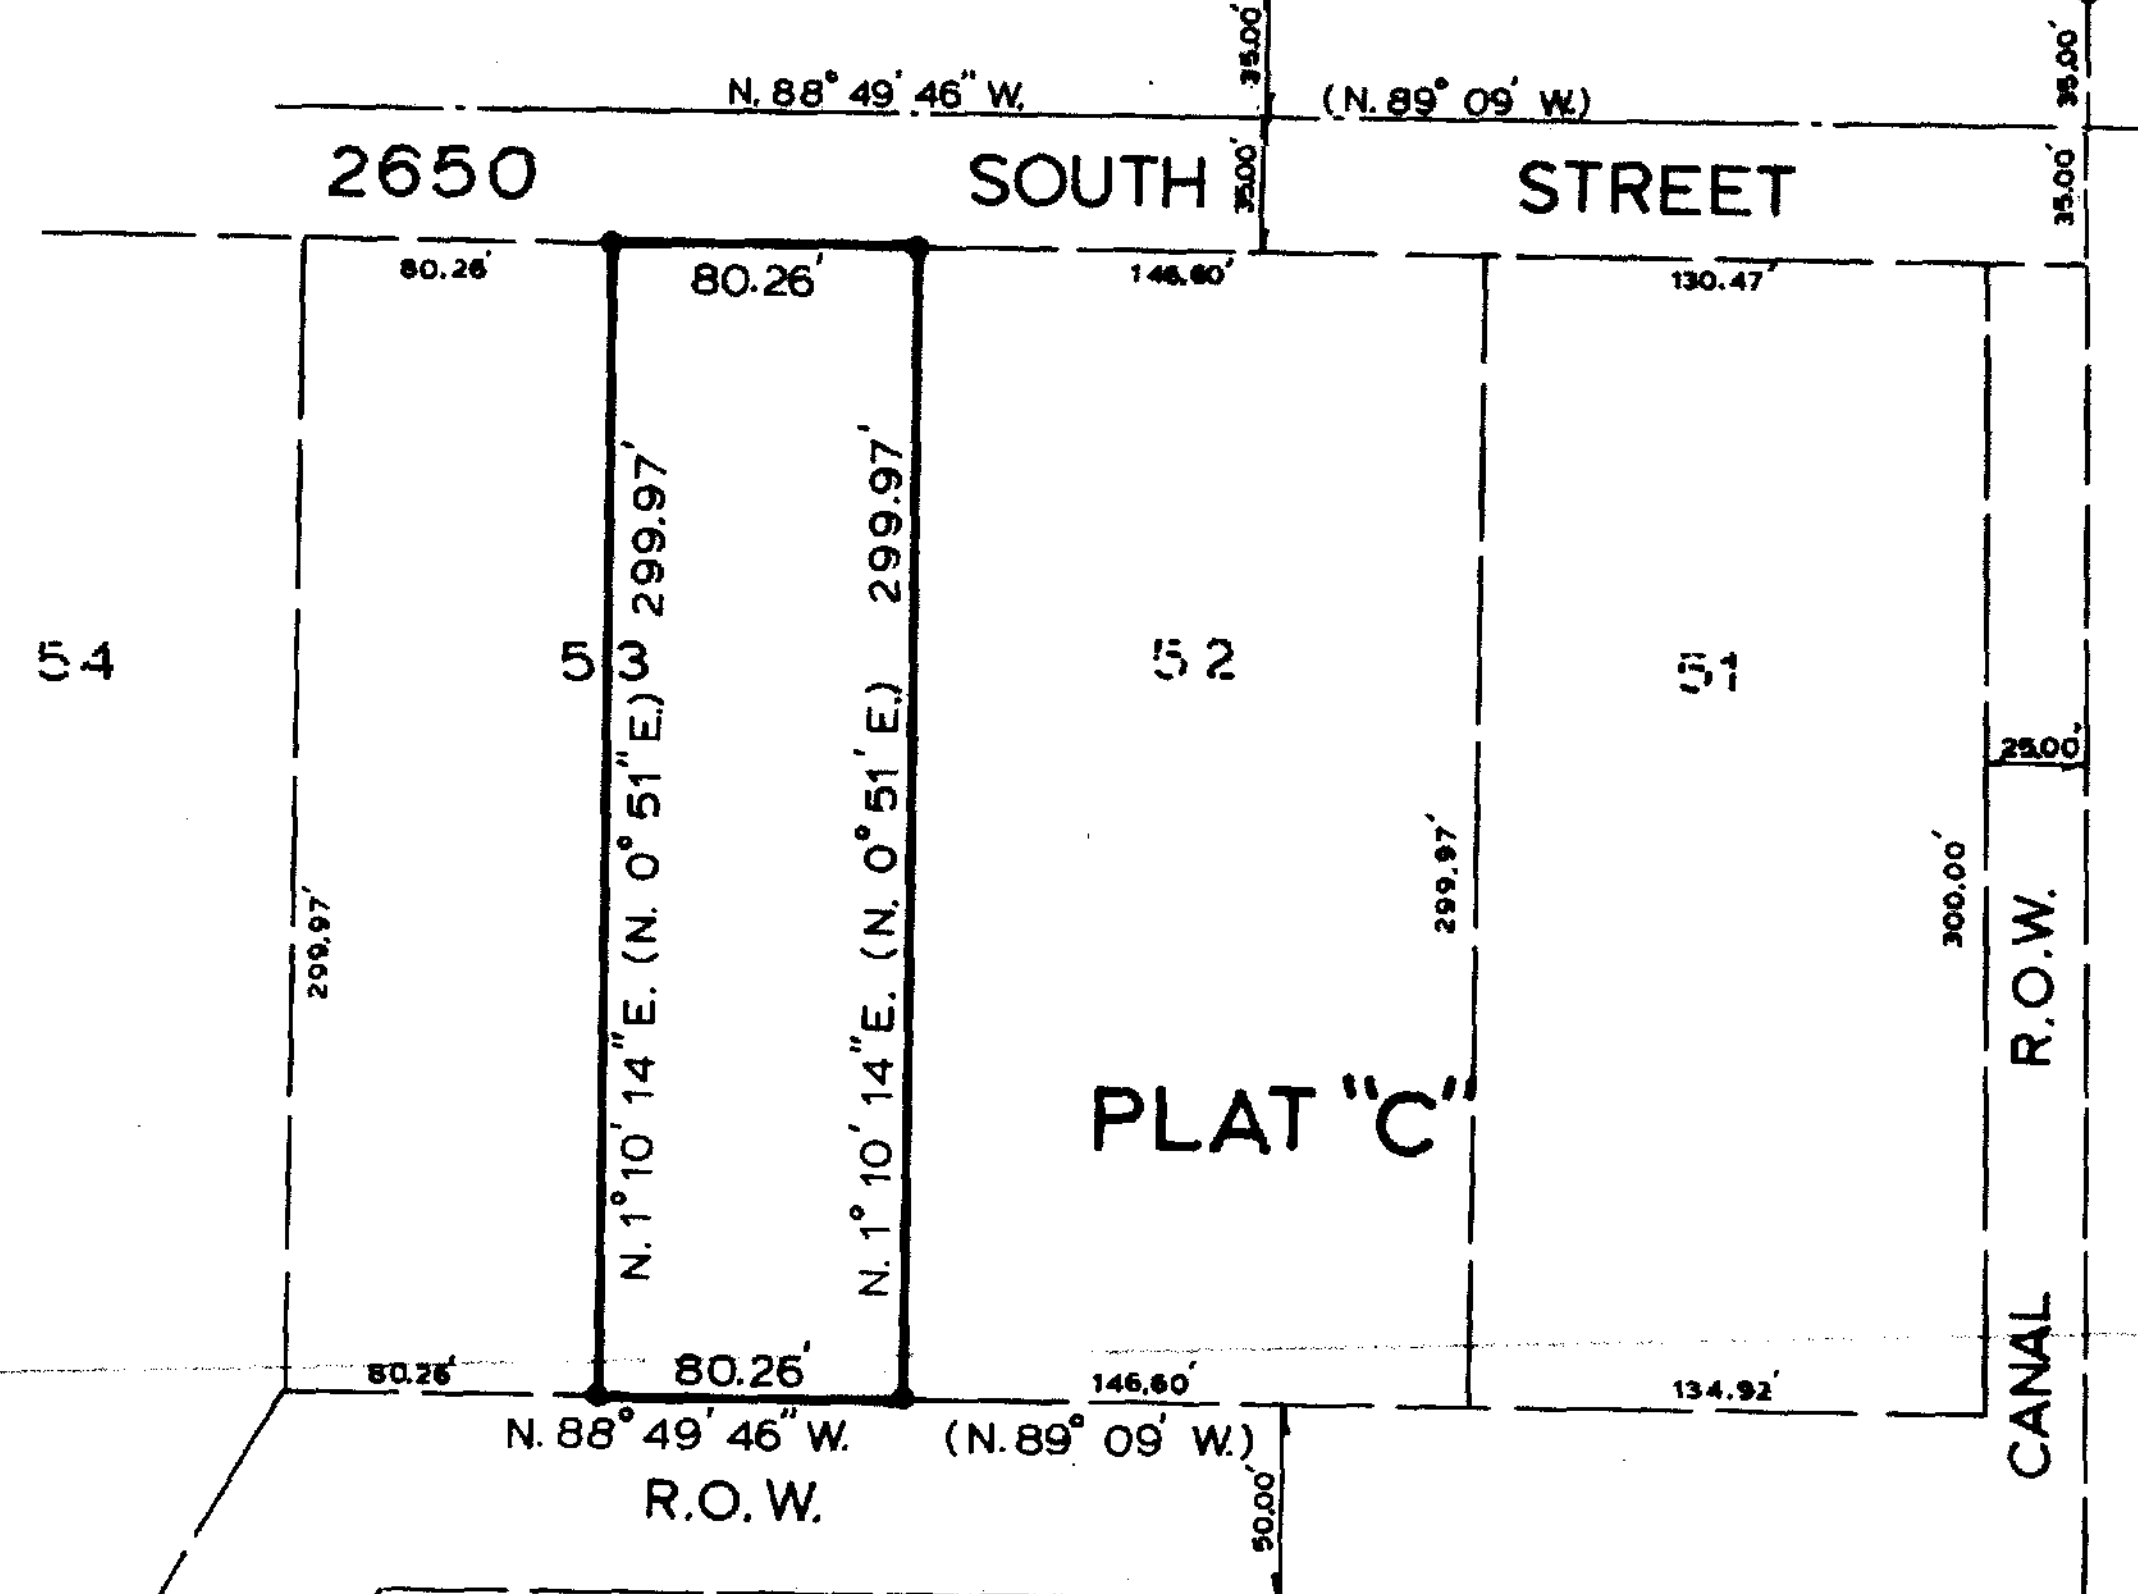 35.00'
35.00'
N. 88° 49' 46" W.
(N. 89° 09' W.)
2650 SOUTH STREET
35.00'
35.00'
80.26'
80.26'
146.60'
130.47'
299.97'
299.97'
54
53
52
51
N. 1° 10' 14" E. (N. 0° 51" E.)
N. 1° 10' 14" E. (N. 0° 51' E.)
25.00'
299.97'
299.97'
300.00'
CANAL R.O.W.
PLAT "C"
80.26'
80.26'
146.60'
134.92'
N. 88° 49' 46" W.
(N. 89° 09' W.)
R.O.W.
50.00'